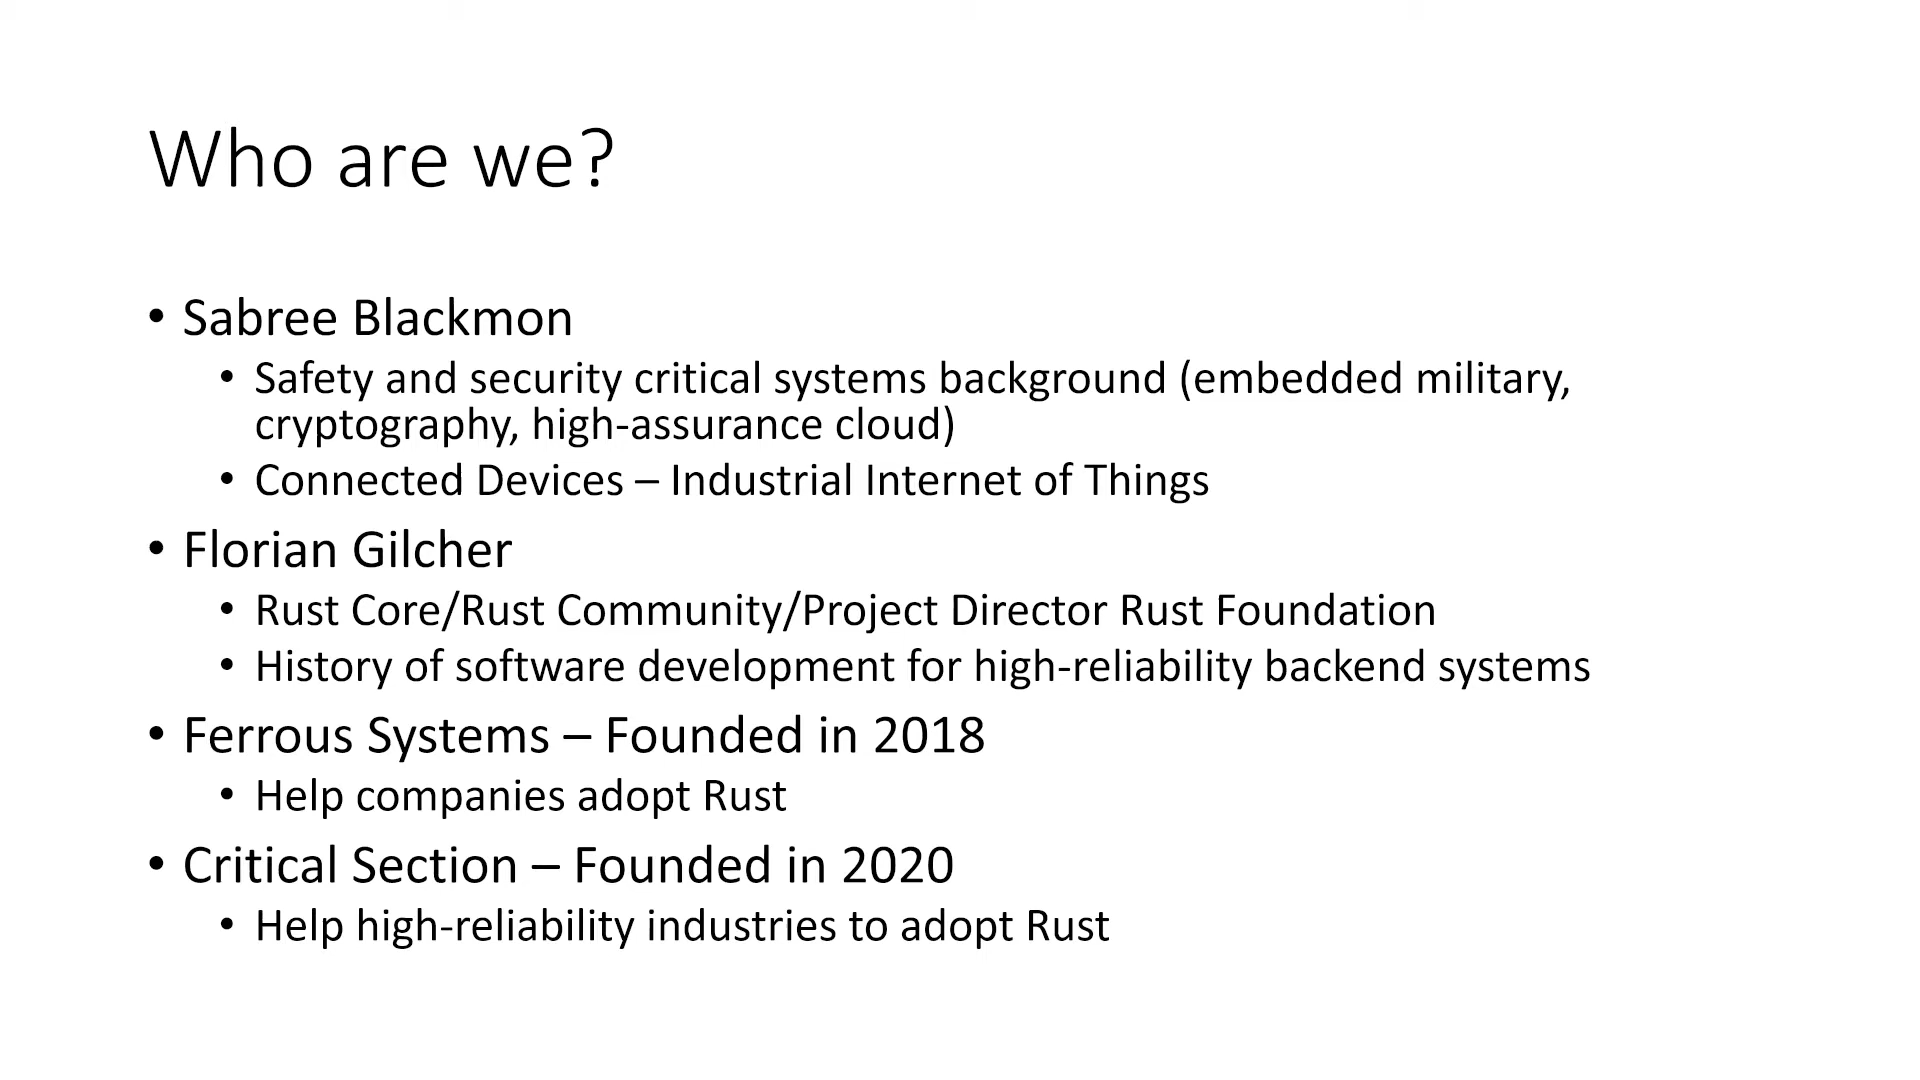 Who are we?
• Sabree Blackmon
• Safety and security critical systems background (embedded military,
cryptography, high-assurance cloud)
• Connected Devices – Industrial Internet of Things
• Florian Gilcher
• Rust Core/Rust Community/Project Director Rust Foundation
• History of software development for high-reliability backend systems
• Ferrous Systems – Founded in 2018
• Help companies adopt Rust
• Critical Section – Founded in 2020
• Help high-reliability industries to adopt Rust